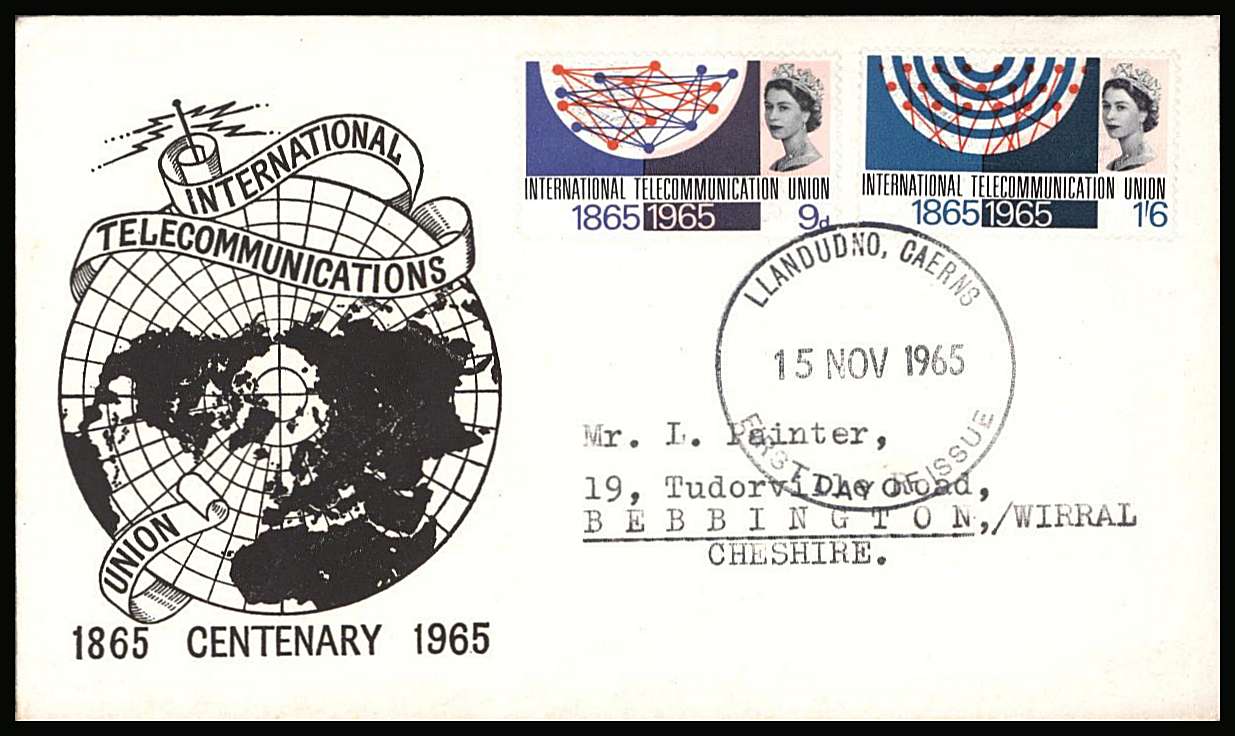 INTERNATIONAL
TELECOMMUNICATIONS
UNION
1865 CENTENARY 1965
INTERNATIONAL TELECOMMUNICATION UNION
1865 1965 9d
INTERNATIONAL TELECOMMUNICATION UNION
1865 1965 1'6
LLANDUDNO, CAERNS
15 NOV 1965
FIRST DAY OF ISSUE
Mr. L. Painter,
19, Tudorville Road,
BEBBINGTON,/WIRRAL
CHESHIRE.